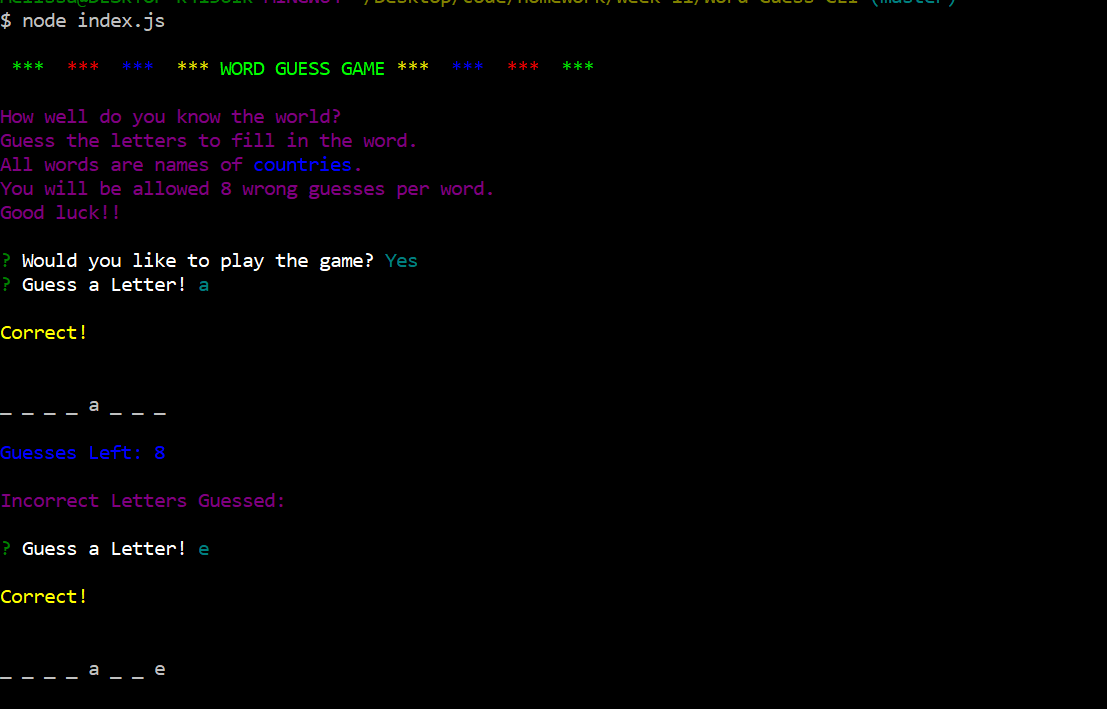 $ node index.js
*** *** *** *** WORD GUESS GAME *** *** *** ***
How well do you know the world?
Guess the letters to fill in the word.
All words are names of countries.
You will be allowed 8 wrong guesses per word.
Good luck!!
? Would you like to play the game? Yes
? Guess a Letter! a
Correct!
_ _ _ _ a _ _ _
Guesses Left: 8
Incorrect Letters Guessed:
? Guess a Letter! e
Correct!
_ _ _ _ a _ _ e